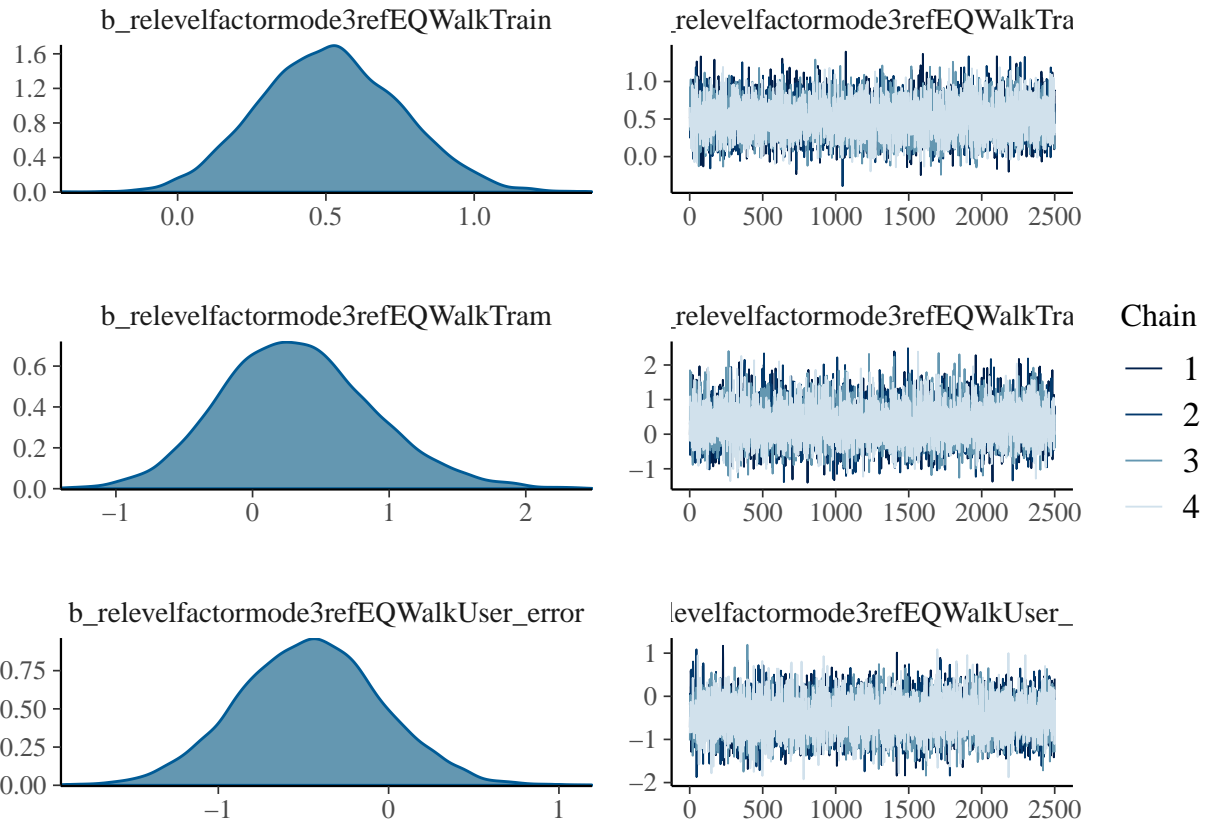 b_relevelfactormode3refEQWalkTrain
_relevelfactormode3refEQWalkTra
1.6
1.2
0.8
0.4
0.0
0.0 0.5 1.0
1.0
0.5
0.0
0 500 1000 1500 2000 2500
b_relevelfactormode3refEQWalkTram
_relevelfactormode3refEQWalkTra
0.6
0.4
0.2
0.0
−1 0 1 2
2
1
0
−1
0 500 1000 1500 2000 2500
b_relevelfactormode3refEQWalkUser_error
levelfactormode3refEQWalkUser_
0.75
0.50
0.25
0.00
−1 0 1
1
0
−1
−2
0 500 1000 1500 2000 2500
Chain
1
2
3
4